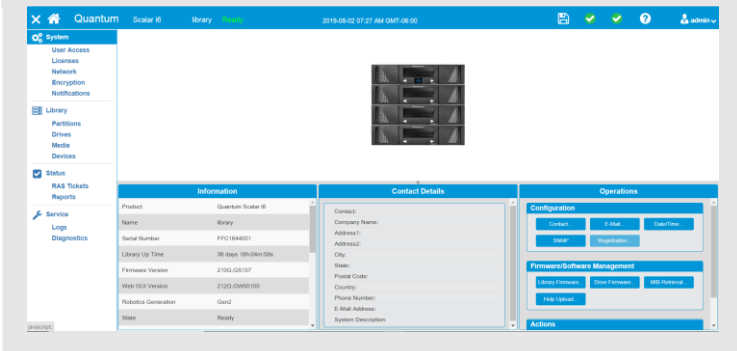 Quantum Scalar i6 library Ready 2019-08-02 07:27 AM GMT-06:00 admin
System
User Access
Licenses
Network
Encryption
Notifications
Library
Partitions
Drives
Media
Devices
Status
RAS Tickets
Reports
Service
Logs
Diagnostics
Information
Product Quantum Scalar i6
Name library
Serial Number
Library Up Time 36 days 16h:04m:58s
Firmware Version 210G.GS107
Web GUI Version
Robotics Generation Gen2
State Ready
Contact Details
Contact:
Company Name:
Address1:
Address2:
City:
State:
Postal Code:
Country:
Phone Number:
E-Mail Address:
System Description:
Operations
Configuration
Contact... E-Mail... Date/Time...
SNMP Registration...
Firmware/Software Management
Library Firmware... Drive Firmware... MIB Retrieval...
Help Upload...
Actions
javascript: